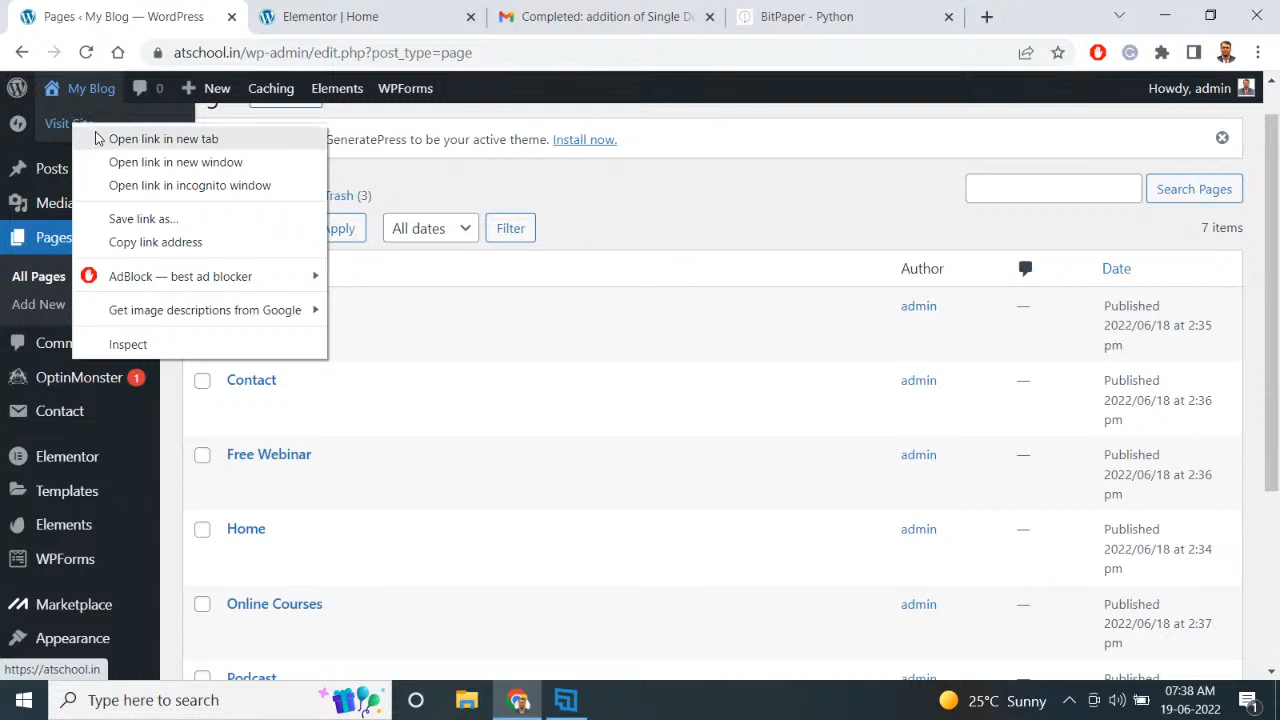 Pages ‹ My Blog — WordPress
Elementor | Home
Completed: addition of Single De
BitPaper - Python
atschool.in/wp-admin/edit.php?post_type=page
My Blog
0
New
Caching
Elements
WPForms
Howdy, admin
Visit Site
Open link in new tab
Open link in new window
Open link in incognito window
Save link as...
Copy link address
AdBlock — best ad blocker
Get image descriptions from Google
Inspect
GeneratePress to be your active theme. Install now.
Trash (3)
Search Pages
Apply
All dates
Filter
7 items
Posts
Media
Pages
All Pages
Add New
Comm
OptinMonster 1
Contact
Elementor
Templates
Elements
WPForms
Marketplace
Appearance
https://atschool.in
Author
Date
admin
—
Published
2022/06/18 at 2:35
pm
Contact
admin
—
Published
2022/06/18 at 2:36
pm
Free Webinar
admin
—
Published
2022/06/18 at 2:36
pm
Home
admin
—
Published
2022/06/18 at 2:34
pm
Online Courses
admin
—
Published
2022/06/18 at 2:37
pm
Podcast
admin
Published
Type here to search
25°C Sunny
07:38 AM
19-06-2022
1